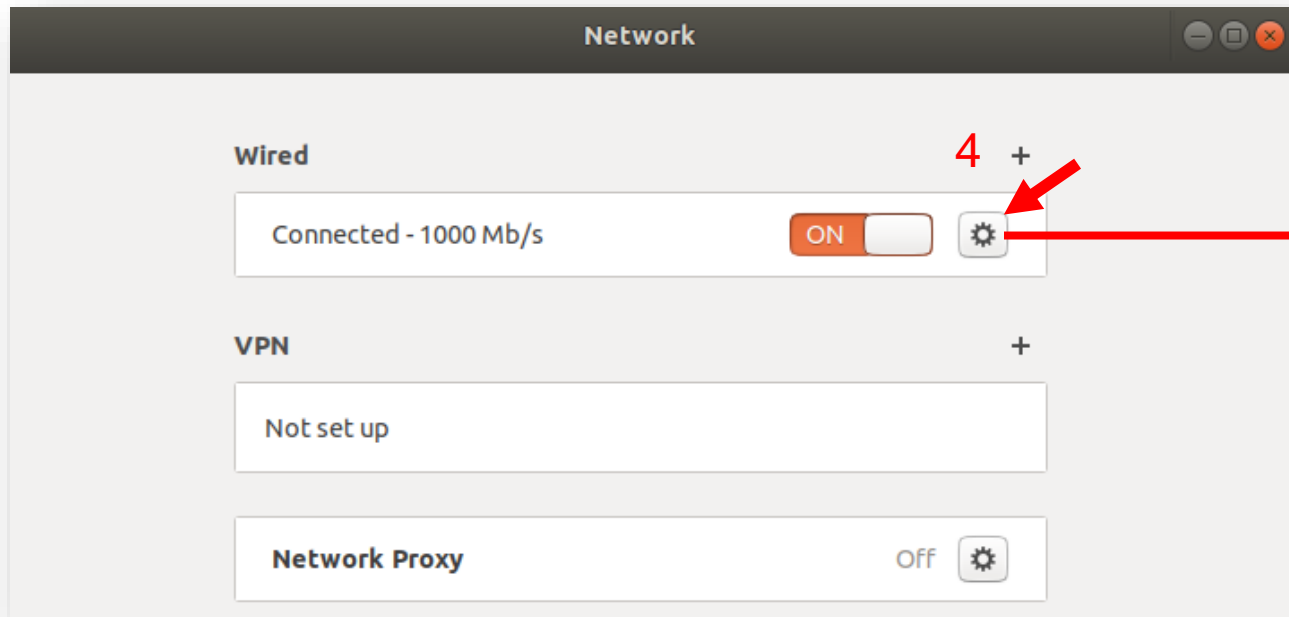 Network
Wired
4 +
Connected - 1000 Mb/s ON
VPN +
Not set up
Network Proxy Off